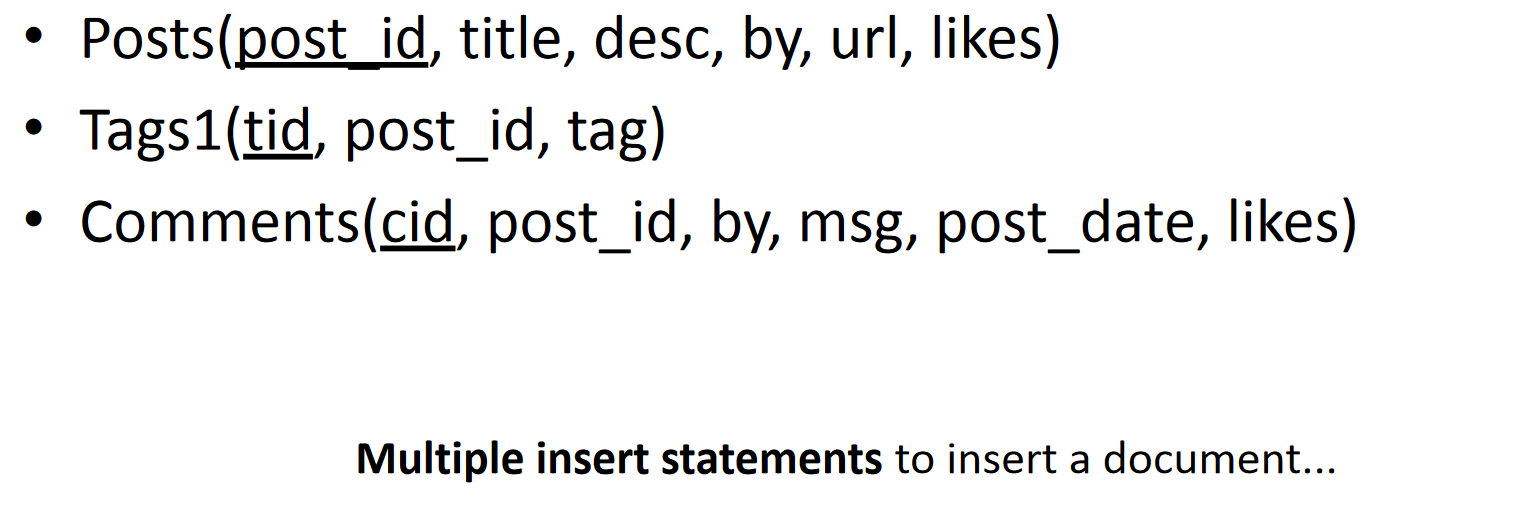 • Posts(post_id, title, desc, by, url, likes)
• Tags1(tid, post_id, tag)
• Comments(cid, post_id, by, msg, post_date, likes)
Multiple insert statements to insert a document...